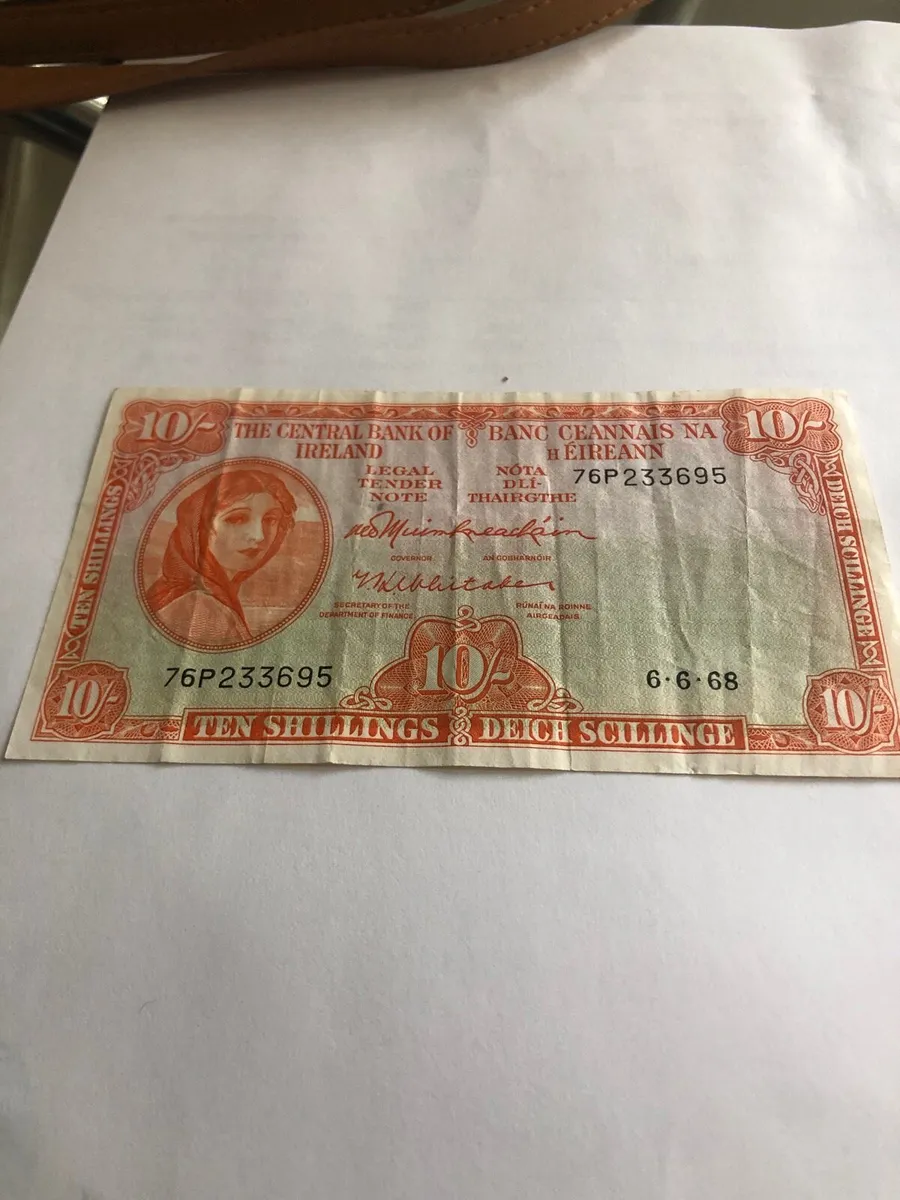 10/-
10/-
THE CENTRAL BANK OF
IRELAND
BANC CEANNAIS NA
H ÉIREANN
LEGAL
TENDER
NOTE
NÓTA
DLÍ-
THAIRGTHE
76P233695
TEN SHILLINGS
DEICH SCILLINGE
GOVERNOR
AN GOBHARNÓIR
T K Whitaker
SECRETARY OF THE
DEPARTMENT OF FINANCE
RÚNAÍ NA ROINNE
AIRGEADAIS
76P233695
10/-
6·6·68
10/-
10/-
TEN SHILLINGS
DEICH SCILLINGE